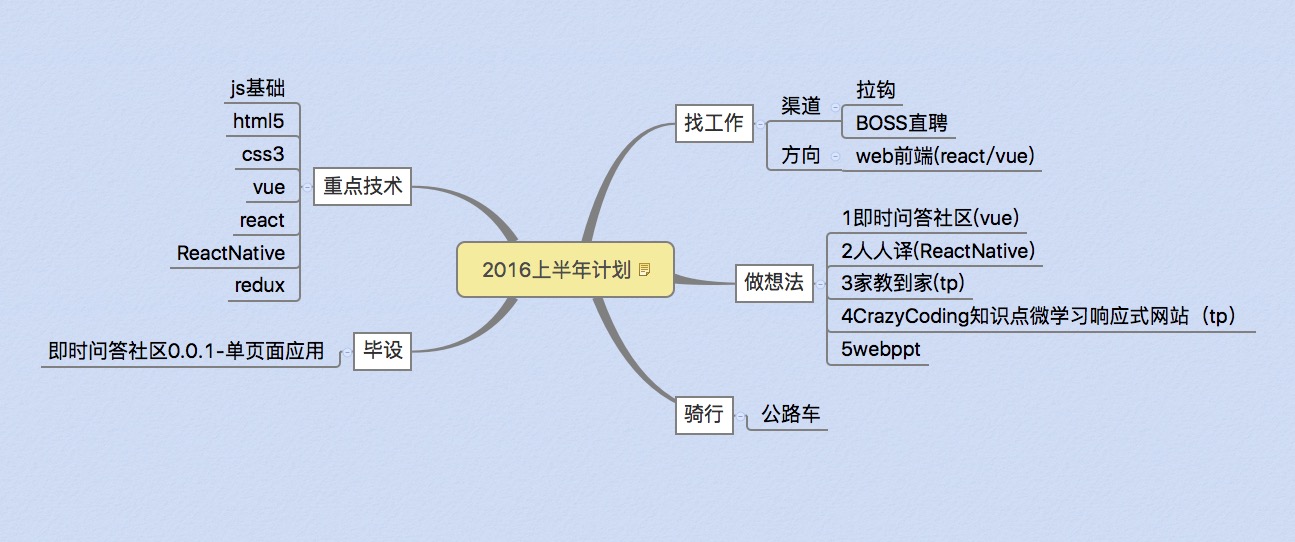 2016上半年计划
找工作
渠道
拉钩
BOSS直聘
方向
web前端(react/vue)
做想法
1即时问答社区(vue)
2人人译(ReactNative)
3家教到家(tp)
4CrazyCoding知识点微学习响应式网站（tp）
5webppt
骑行
公路车
重点技术
js基础
html5
css3
vue
react
ReactNative
redux
毕设
即时问答社区0.0.1-单页面应用